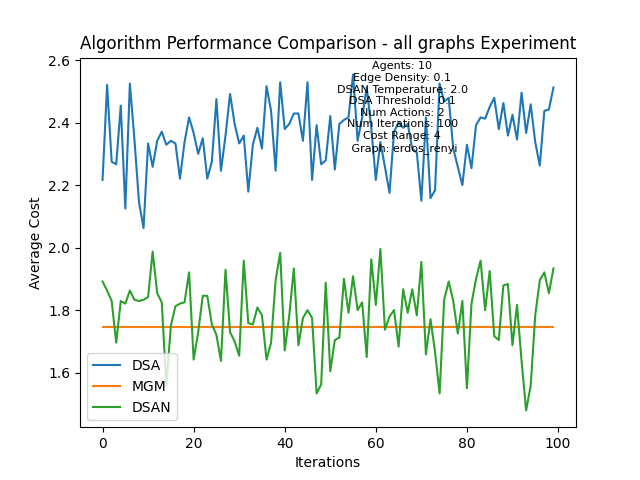 Algorithm Performance Comparison - all graphs Experiment
Agents: 10
Edge Density: 0.1
DSAN Temperature: 2.0
DSA Threshold:
Num Actions: 2
Num Iterations: 100
Cost Range: 4
Graph: erdos_renyi
2.6
2.4
2.2
2.0
1.8
1.6
Average Cost
DSA
MGM
DSAN
0
20
40
60
80
100
Iterations